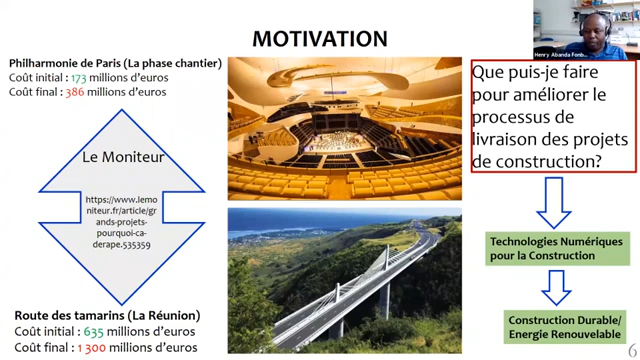 MOTIVATION
Philharmonie de Paris (La phase chantier)
Coût initial : 173 millions d'euros
Coût final : 386 millions d'euros
Le Moniteur
https://www.lemo
niteur.fr/article/gr
ands-projets-
pourquoi-ca-
derape.535359
Route des tamarins (La Réunion)
Coût initial : 635 millions d'euros
Coût final : 1 300 millions d'euros
Henry Abanda Fonb
Que puis-je faire
pour améliorer le
processus de
livraison des projets
de construction?
Technologies Numériques
pour la Construction
Construction Durable/
Energie Renouvelable
6